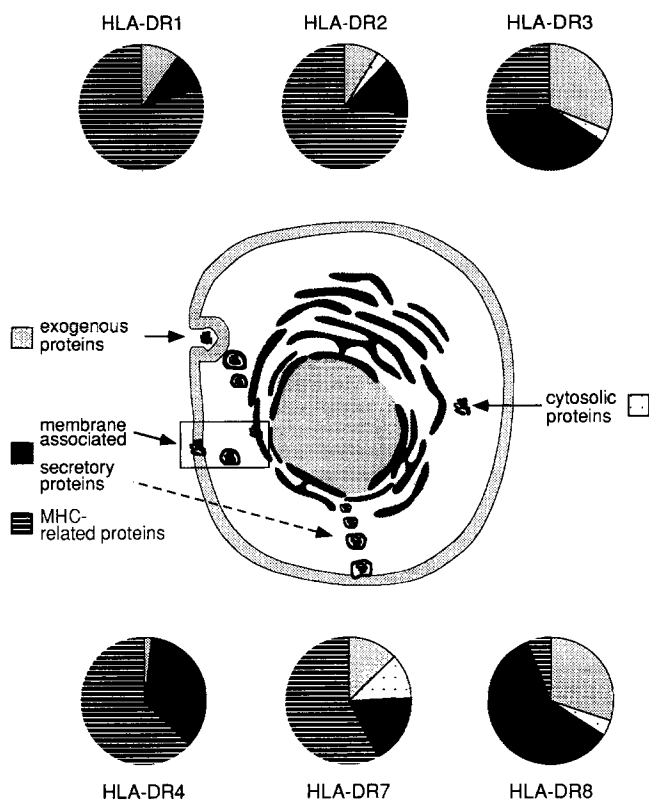 HLA-DR1
HLA-DR2
HLA-DR3
exogenous
proteins
cytosolic
proteins
membrane
associated
secretory
proteins
MHC-
related proteins
HLA-DR4
HLA-DR7
HLA-DR8